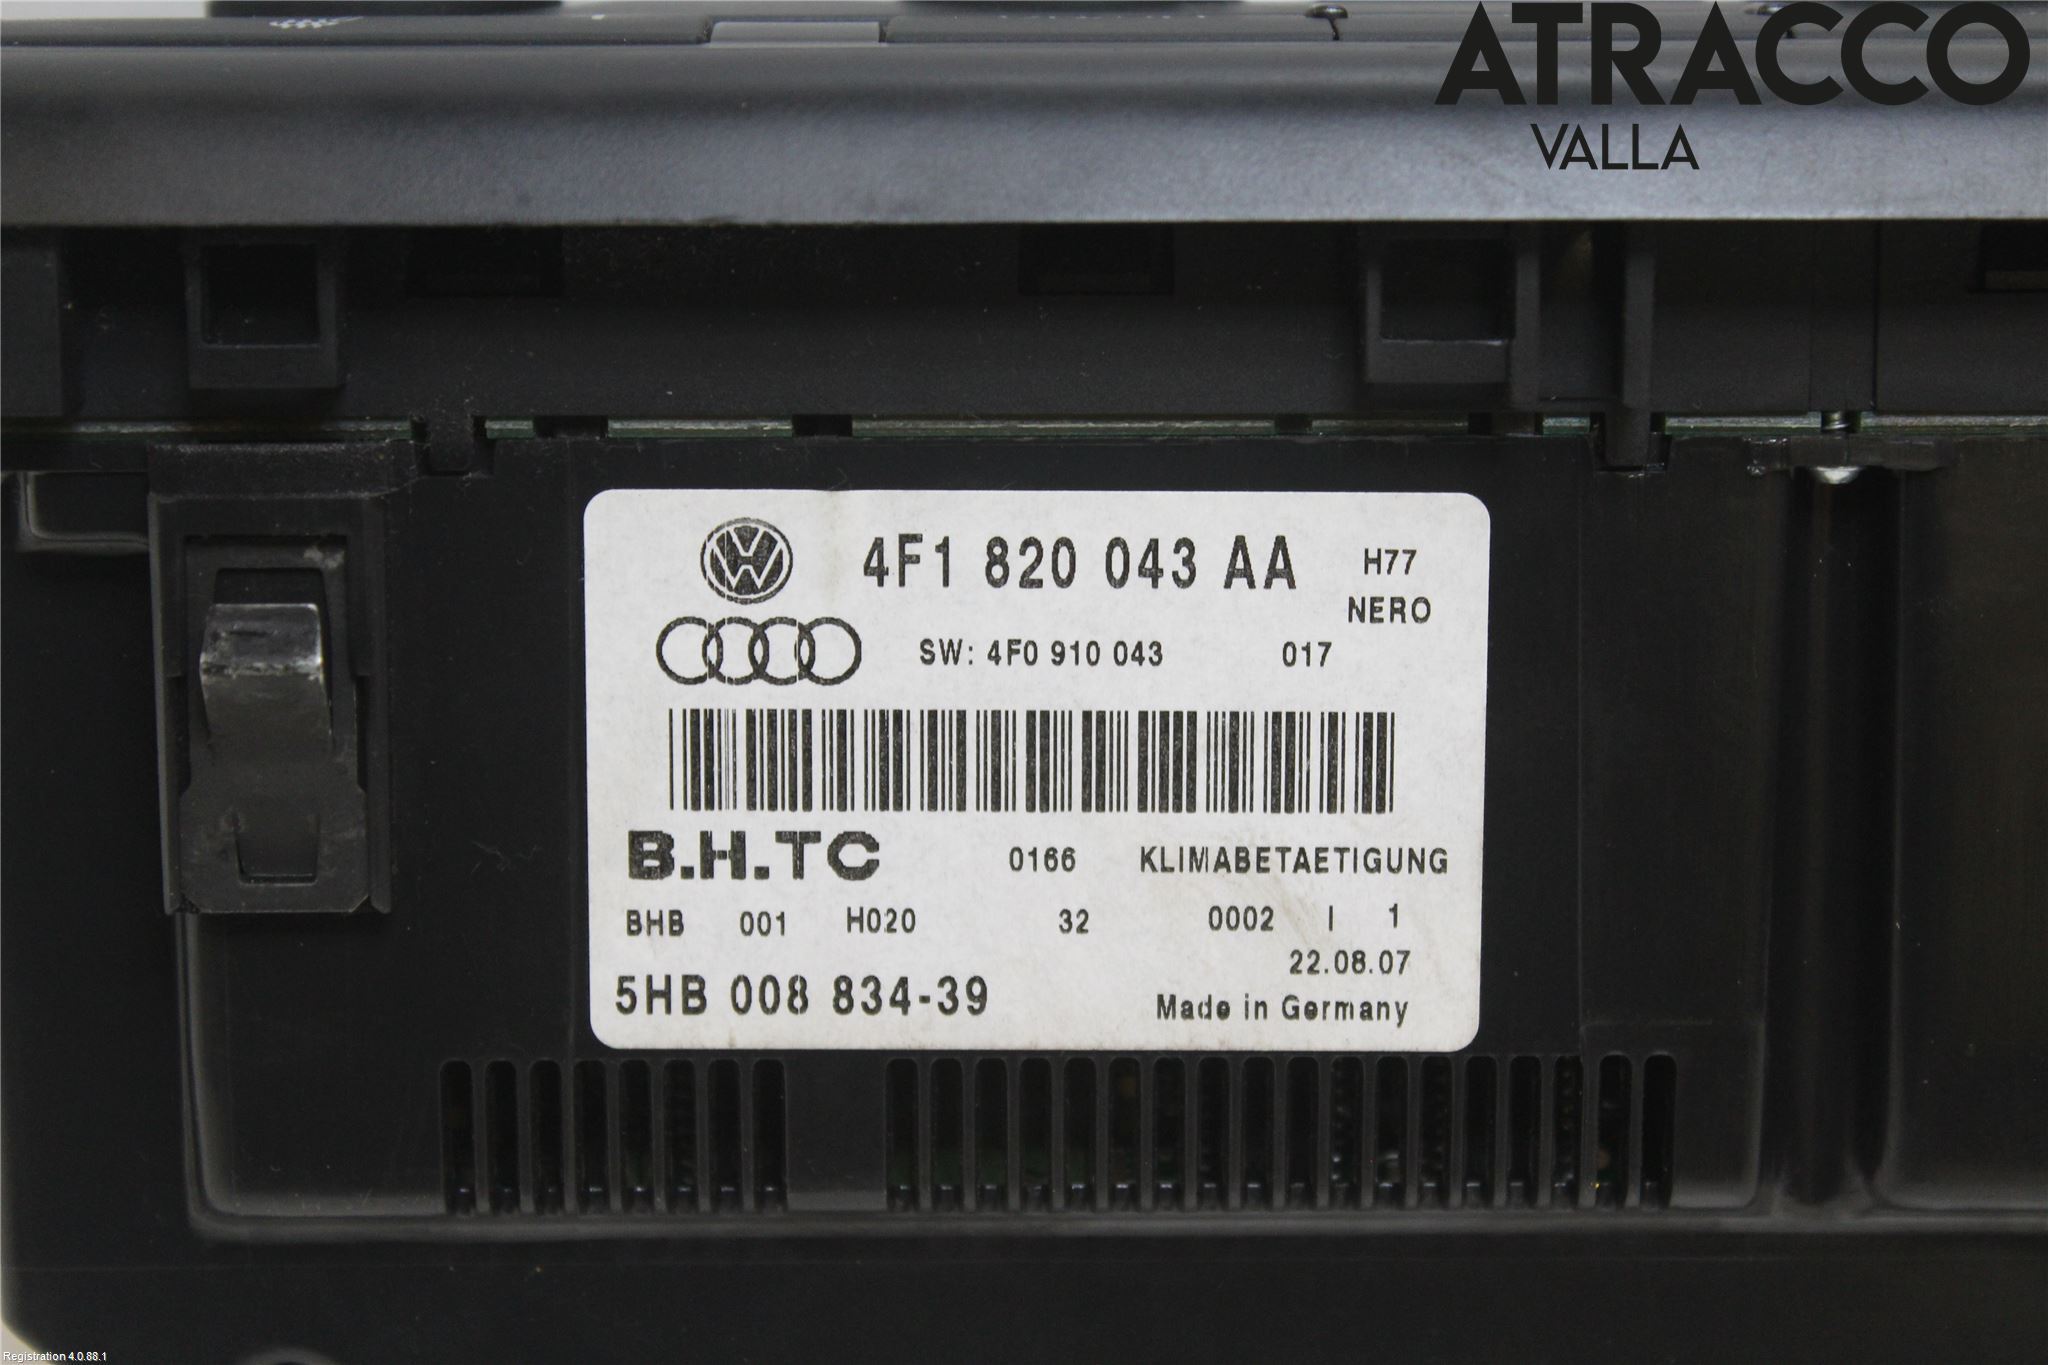 ATRACCO
VALLA
4F1 820 043 AA H77
NERO
SW: 4F0 910 043 017
B.H.TC 0166 KLIMABETAETIGUNG
BHB 001 H020 32 0002 I 1
22.08.07
5HB 008 834-39 Made in Germany
Registration 4.0.88.1